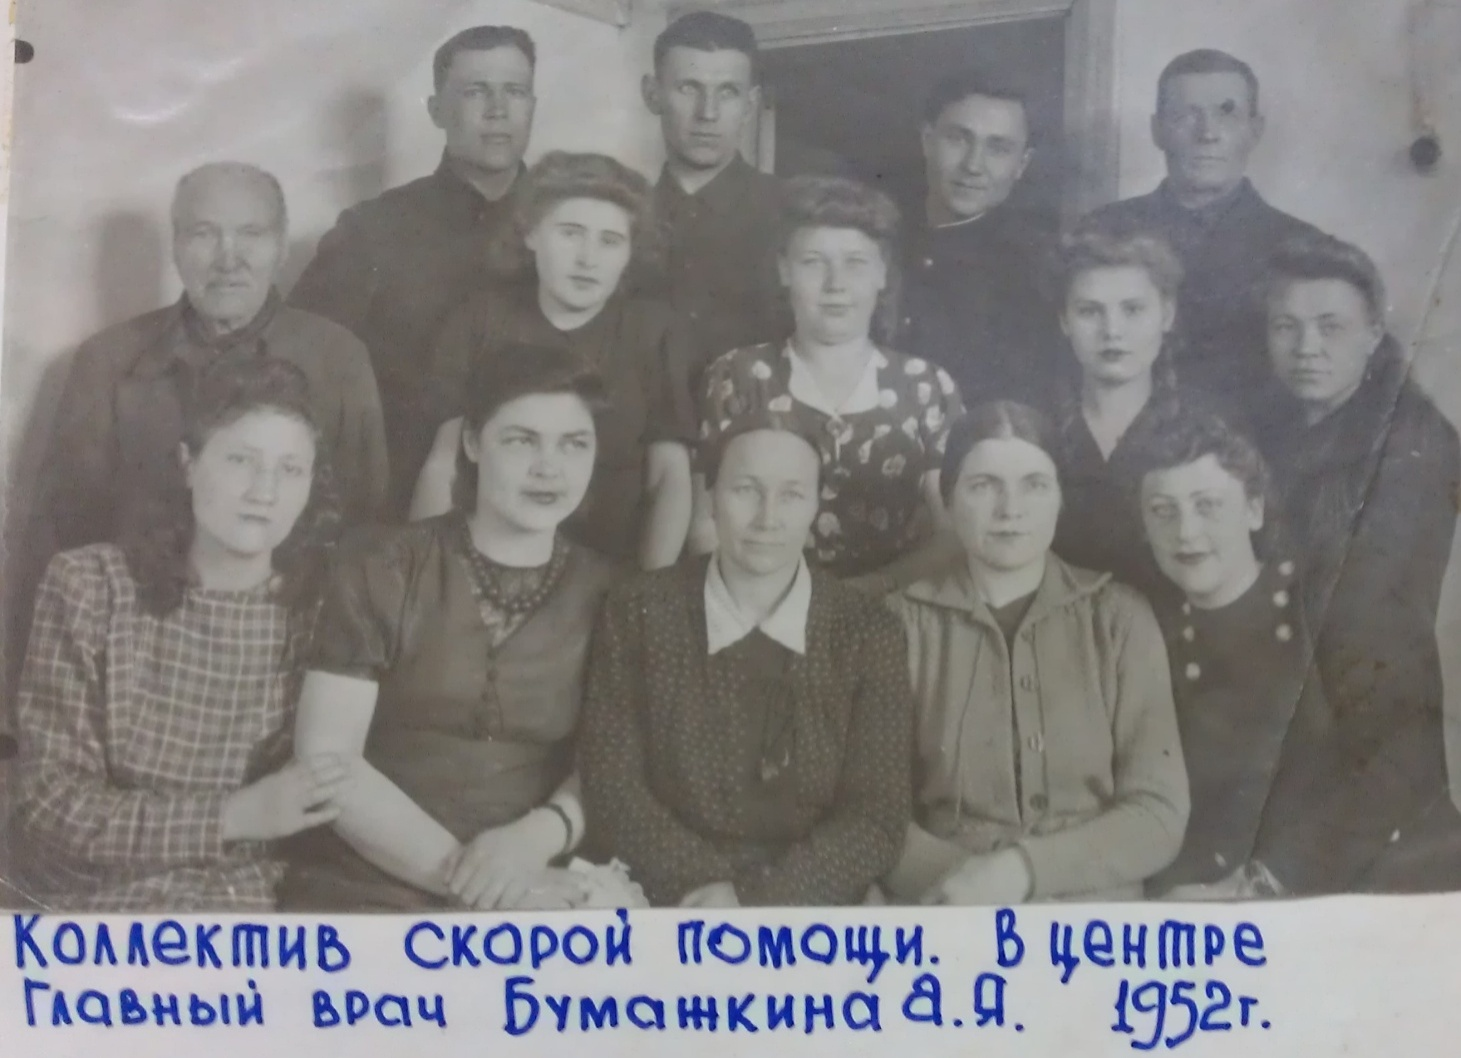 Коллектив скорой помощи. В центре
Главный врач Бумажкина А.Я. 1952г.